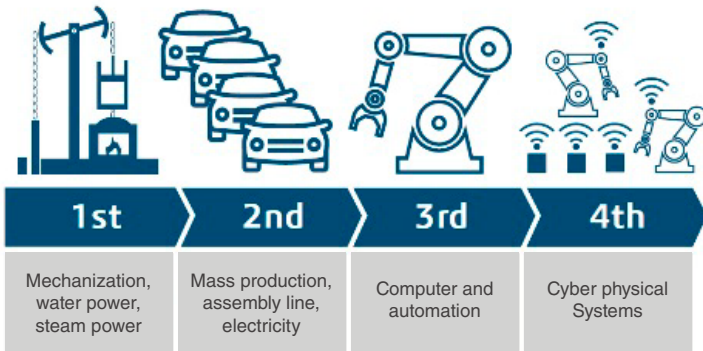 1st
2nd
3rd
4th
Mechanization,
water power,
steam power
Mass production,
assembly line,
electricity
Computer and
automation
Cyber physical
Systems